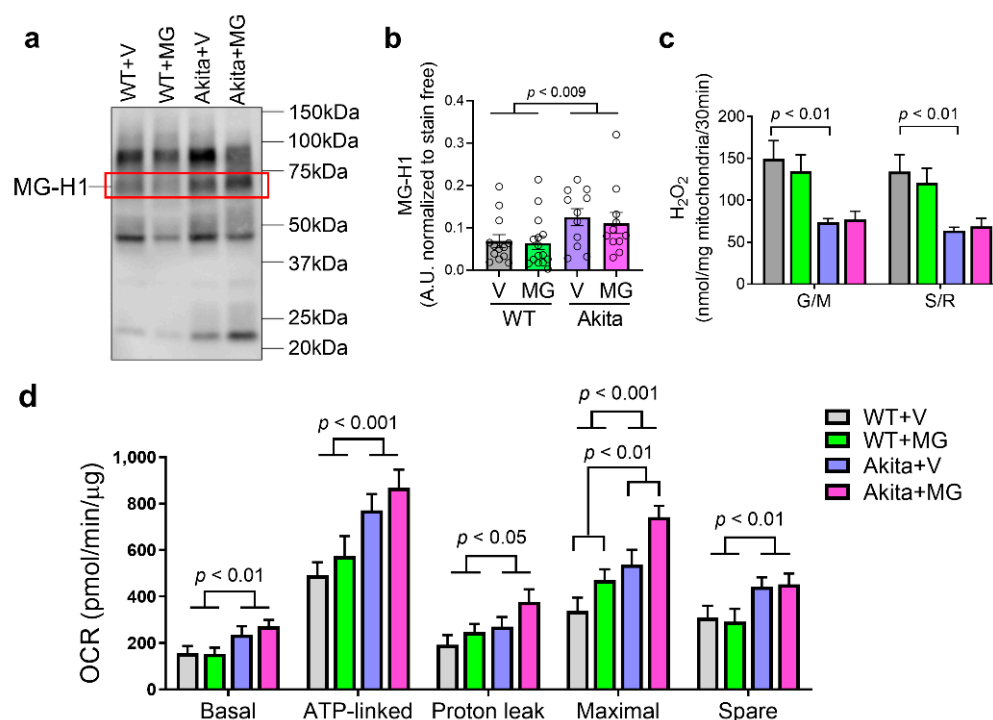 a
WT+V
WT+MG
Akita+V
Akita+MG
150kDa
100kDa
75kDa
MG-H1
50kDa
37kDa
25kDa
20kDa
b
p < 0.009
MG-H1
(A.U. normalized to stain free)
0.4
0.3
0.2
0.1
0.0
V MG V MG
WT Akita
c
p < 0.01 p < 0.01
H2O2
(nmol/mg mitochondria/30min)
200
150
100
50
0
G/M S/R
d
OCR (pmol/min/μg)
1,000
800
600
400
200
0
p < 0.01
p < 0.001
p < 0.05
p < 0.001
p < 0.01
p < 0.01
Basal ATP-linked Proton leak Maximal Spare
WT+V
WT+MG
Akita+V
Akita+MG